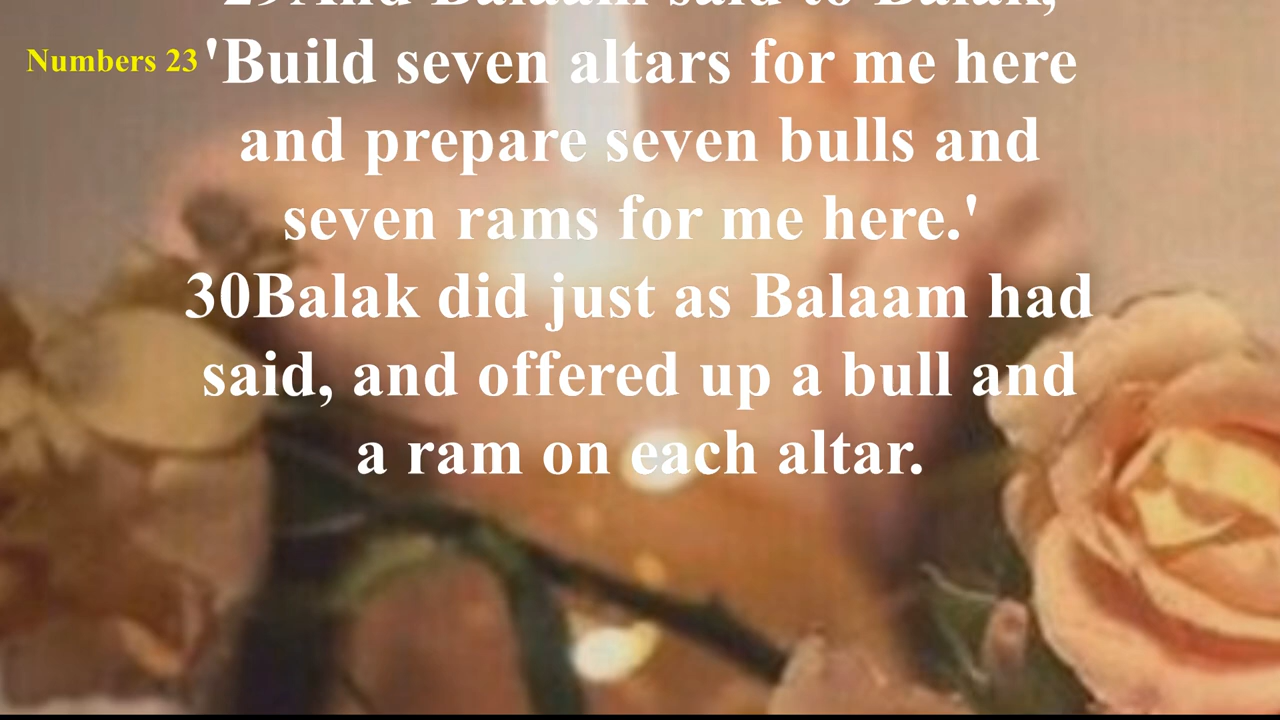 29And Balaam said to Balak,
Numbers 23
'Build seven altars for me here
and prepare seven bulls and
seven rams for me here.'
30Balak did just as Balaam had
said, and offered up a bull and
a ram on each altar.